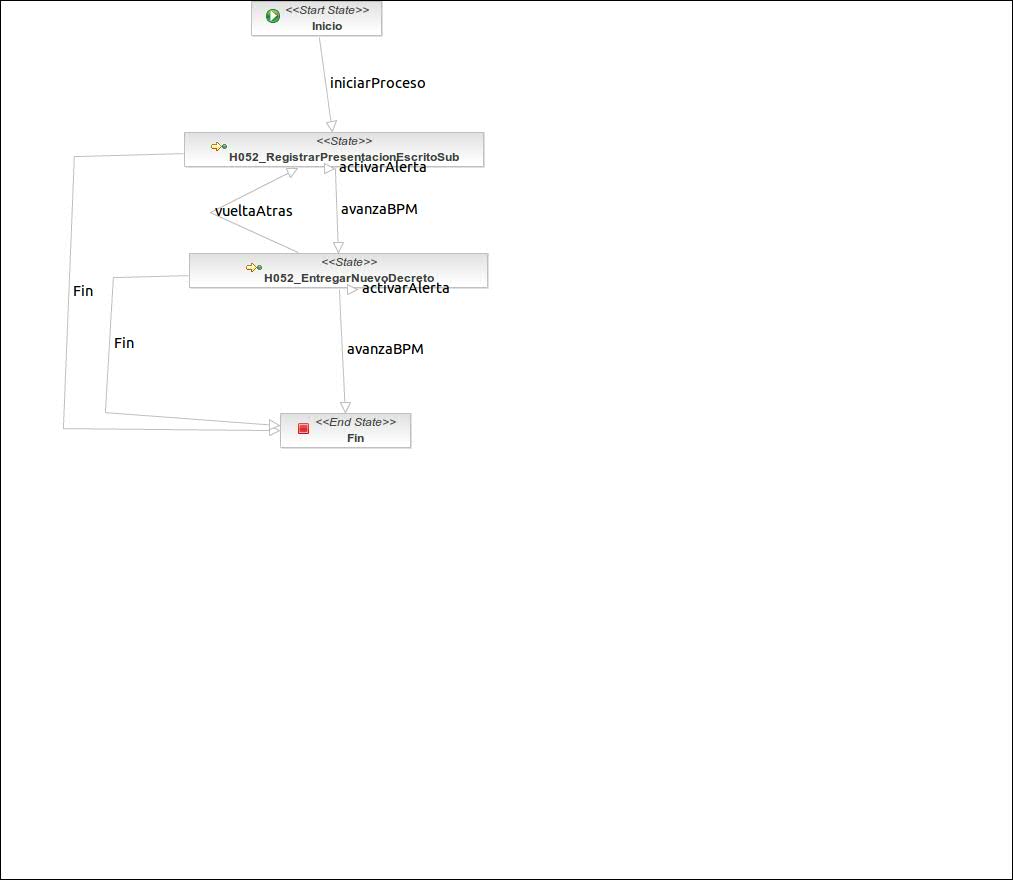 <<Start State>>
Inicio
iniciarProceso
<<State>>
H052_RegistrarPresentacionEscritoSub
activarAlerta
vueltaAtras
avanzaBPM
<<State>>
H052_EntregarNuevoDecreto
activarAlerta
Fin
Fin
avanzaBPM
<<End State>>
Fin